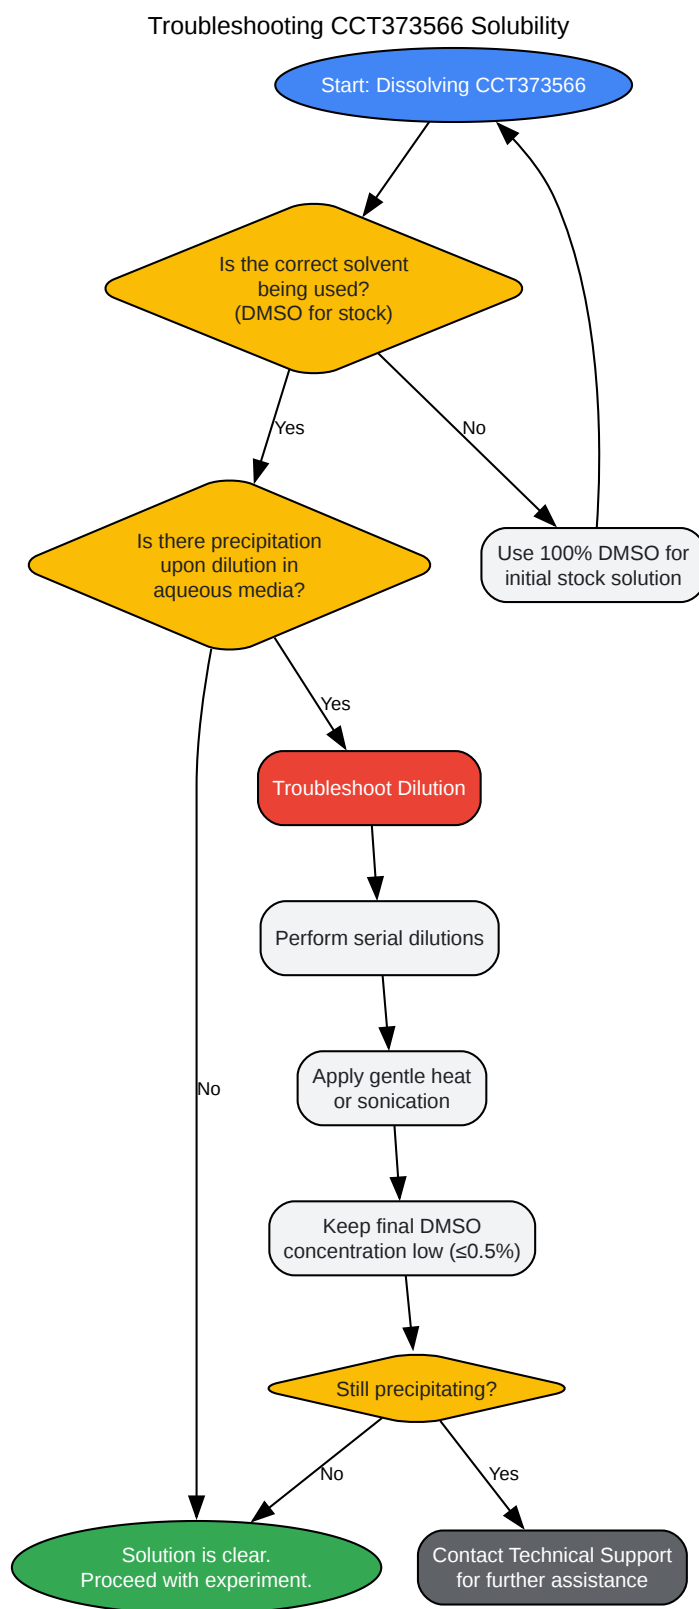 Troubleshooting CCT373566 Solubility
Start: Dissolving CCT373566
Is the correct solvent
being used?
(DMSO for stock)
Yes
No
Is there precipitation
upon dilution in
aqueous media?
Use 100% DMSO for
initial stock solution
Yes
Troubleshoot Dilution
Perform serial dilutions
No
Apply gentle heat
or sonication
Keep final DMSO
concentration low (≤0.5%)
Still precipitating?
No
Yes
Solution is clear.
Proceed with experiment.
Contact Technical Support
for further assistance